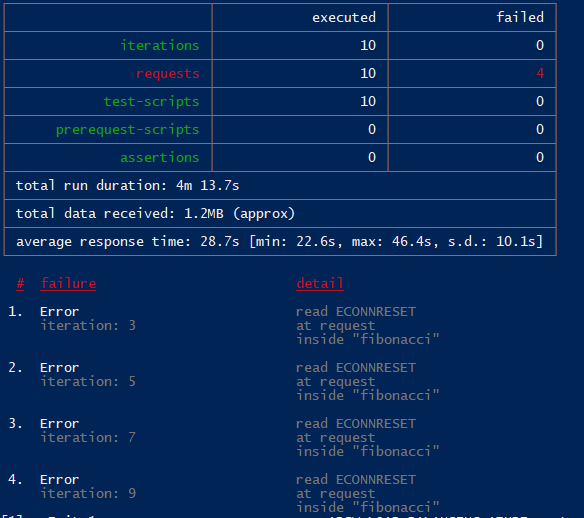 executed failed
iterations 10 0
requests 10 4
test-scripts 10 0
prerequest-scripts 0 0
assertions 0 0
total run duration: 4m 13.7s
total data received: 1.2MB (approx)
average response time: 28.7s [min: 22.6s, max: 46.4s, s.d.: 10.1s]
# failure detail
1. Error read ECONNRESET
iteration: 3 at request
inside "fibonacci"
2. Error read ECONNRESET
iteration: 5 at request
inside "fibonacci"
3. Error read ECONNRESET
iteration: 7 at request
inside "fibonacci"
4. Error read ECONNRESET
iteration: 9 at request
inside "fibonacci"